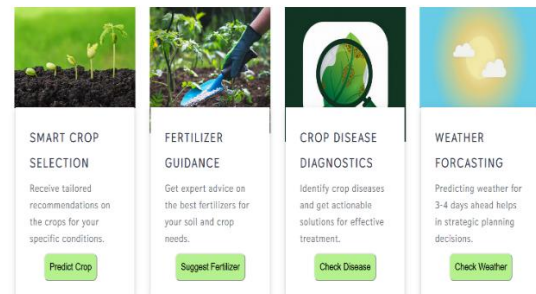 SMART CROP
SELECTION
Receive tailored
recommendations on
the crops for your
specific conditions.
Predict Crop
FERTILIZER
GUIDANCE
Get expert advice on
the best fertilizers for
your soil and crop
needs.
Suggest Fertilizer
CROP DISEASE
DIAGNOSTICS
Identify crop diseases
and get actionable
solutions for effective
treatment.
Check Disease
WEATHER
FORCASTING
Predicting weather for
3-4 days ahead helps
in strategic planning
decisions.
Check Weather